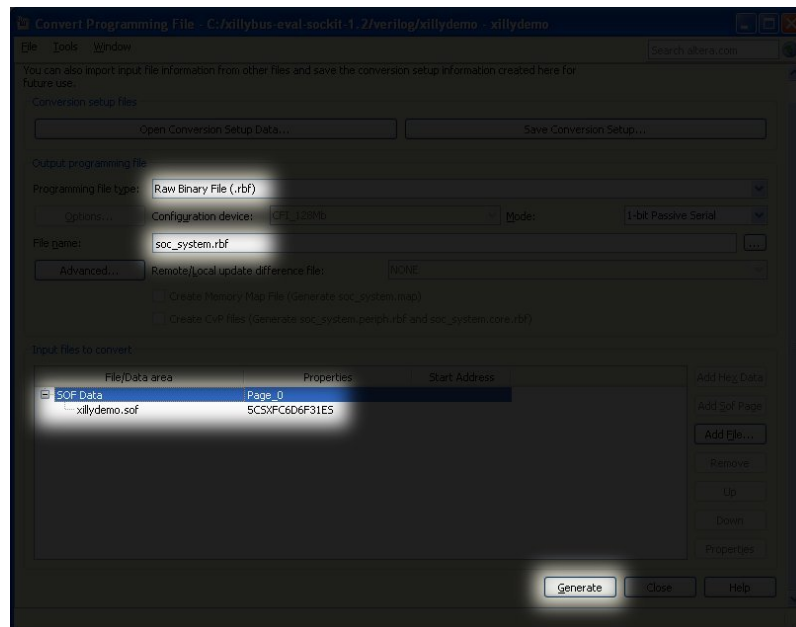 Convert Programming File - C:/xillybus-eval-sockit-1.2/verilog/xillydemo - xillydemo
File Tools Window Search altera.com
You can also import input file information from other files and save the conversion setup information created here for
future use.
Conversion setup files
Open Conversion Setup Data... Save Conversion Setup...
Output programming file
Programming file type: Raw Binary File (.rbf)
Options... Configuration device: CFI_128Mb Mode: 1-bit Passive Serial
File name: soc_system.rbf ...
Advanced... Remote/Local update difference file: NONE
Create Memory Map File (Generate soc_system.map)
Create CvP files (Generate soc_system.periph.rbf and soc_system.core.rbf)
Input files to convert
File/Data area Properties Start Address Add Hex Data
SOF Data Page_0
Add Sof Page
xillydemo.sof 5CSXFC6D6F31ES
Add File...
Remove
Up
Down
Properties
Generate Close Help